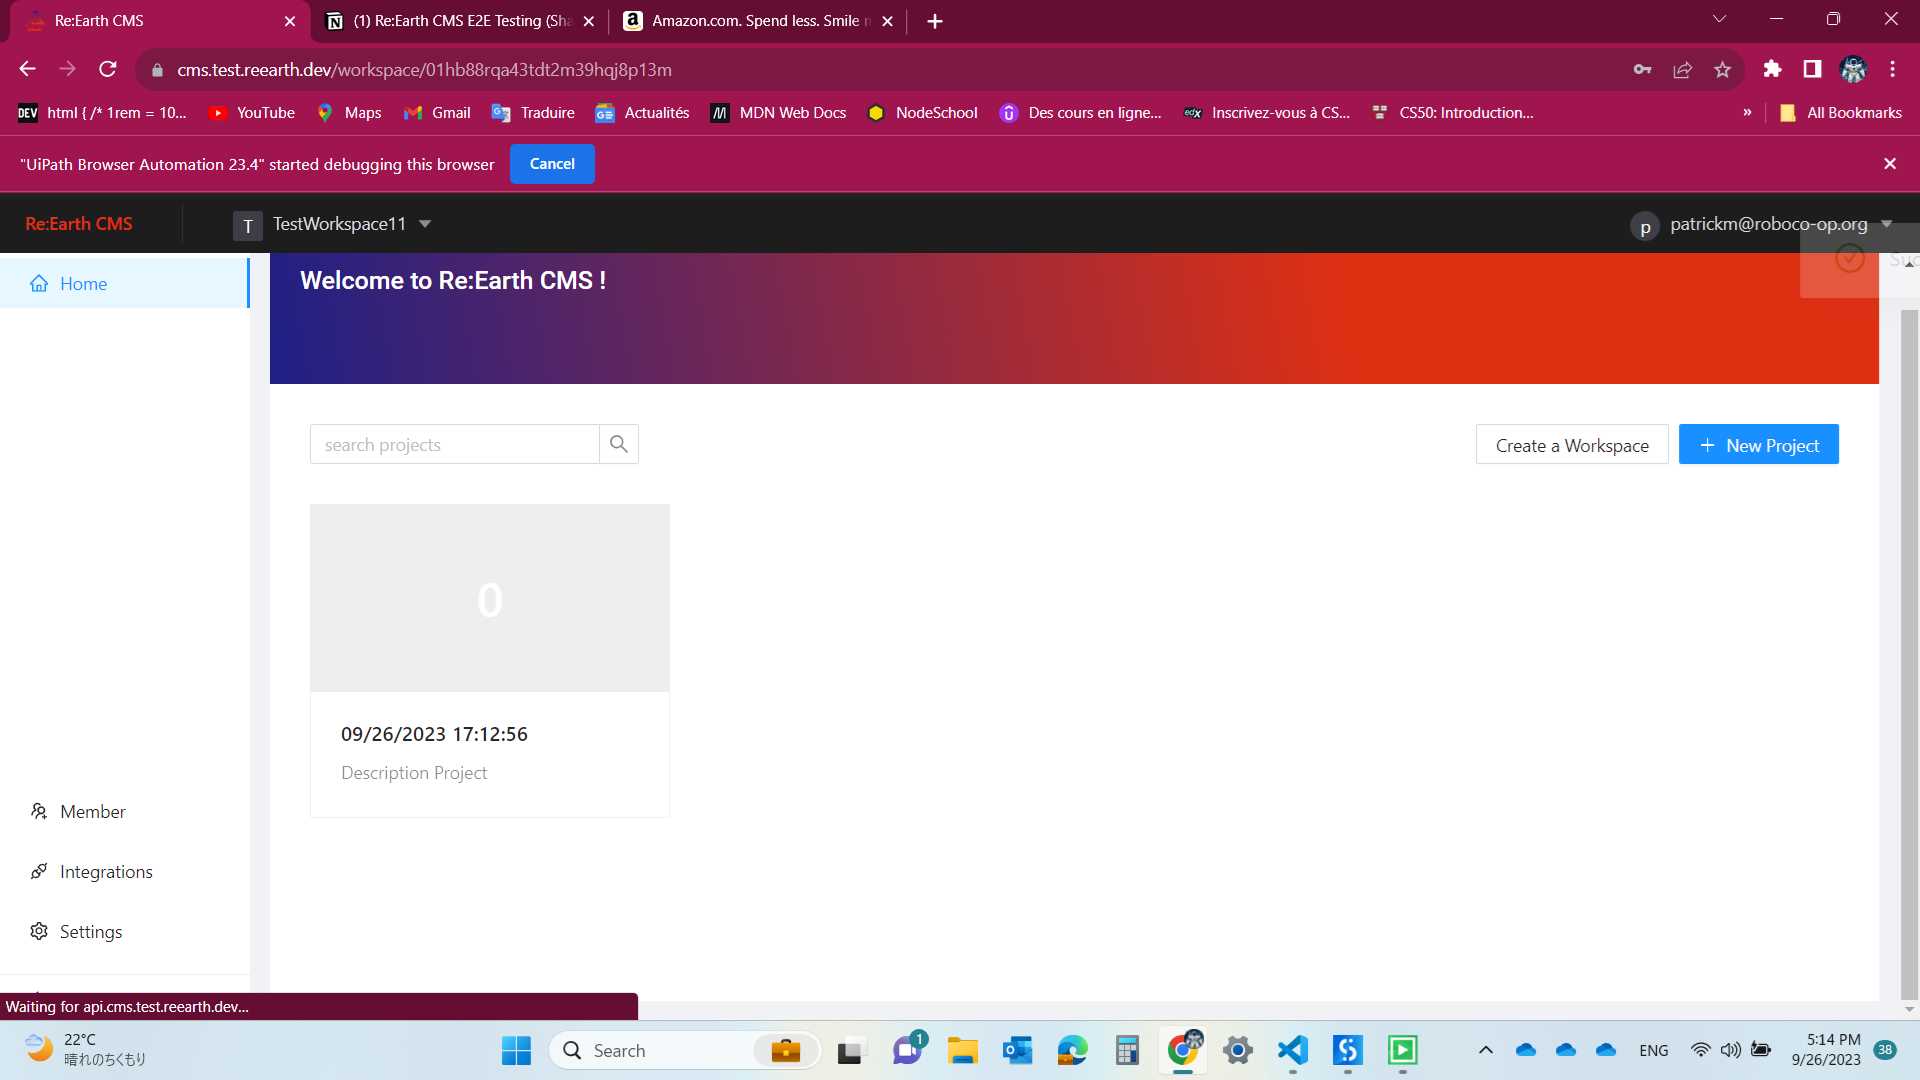 Re:Earth CMS
(1) Re:Earth CMS E2E Testing (Sha
a
Amazon.com. Spend less. Smile m
cms.test.reearth.dev/workspace/01hb88rqa43tdt2m39hqj8p13m
DEV html { /* 1rem = 10...
YouTube
Maps
Gmail
Traduire
Actualités
MDN Web Docs
NodeSchool
Des cours en ligne...
edX Inscrivez-vous à CS...
CS50: Introduction...
»
All Bookmarks
"UiPath Browser Automation 23.4" started debugging this browser
Cancel
Re:Earth CMS
T TestWorkspace11
p patrickm@roboco-op.org
Suc
Home
Welcome to Re:Earth CMS !
search projects
Create a Workspace
+ New Project
0
09/26/2023 17:12:56
Description Project
Member
Integrations
Settings
Waiting for api.cms.test.reearth.dev...
22°C
晴れのちくもり
Search
1
ENG
5:14 PM
9/26/2023
38